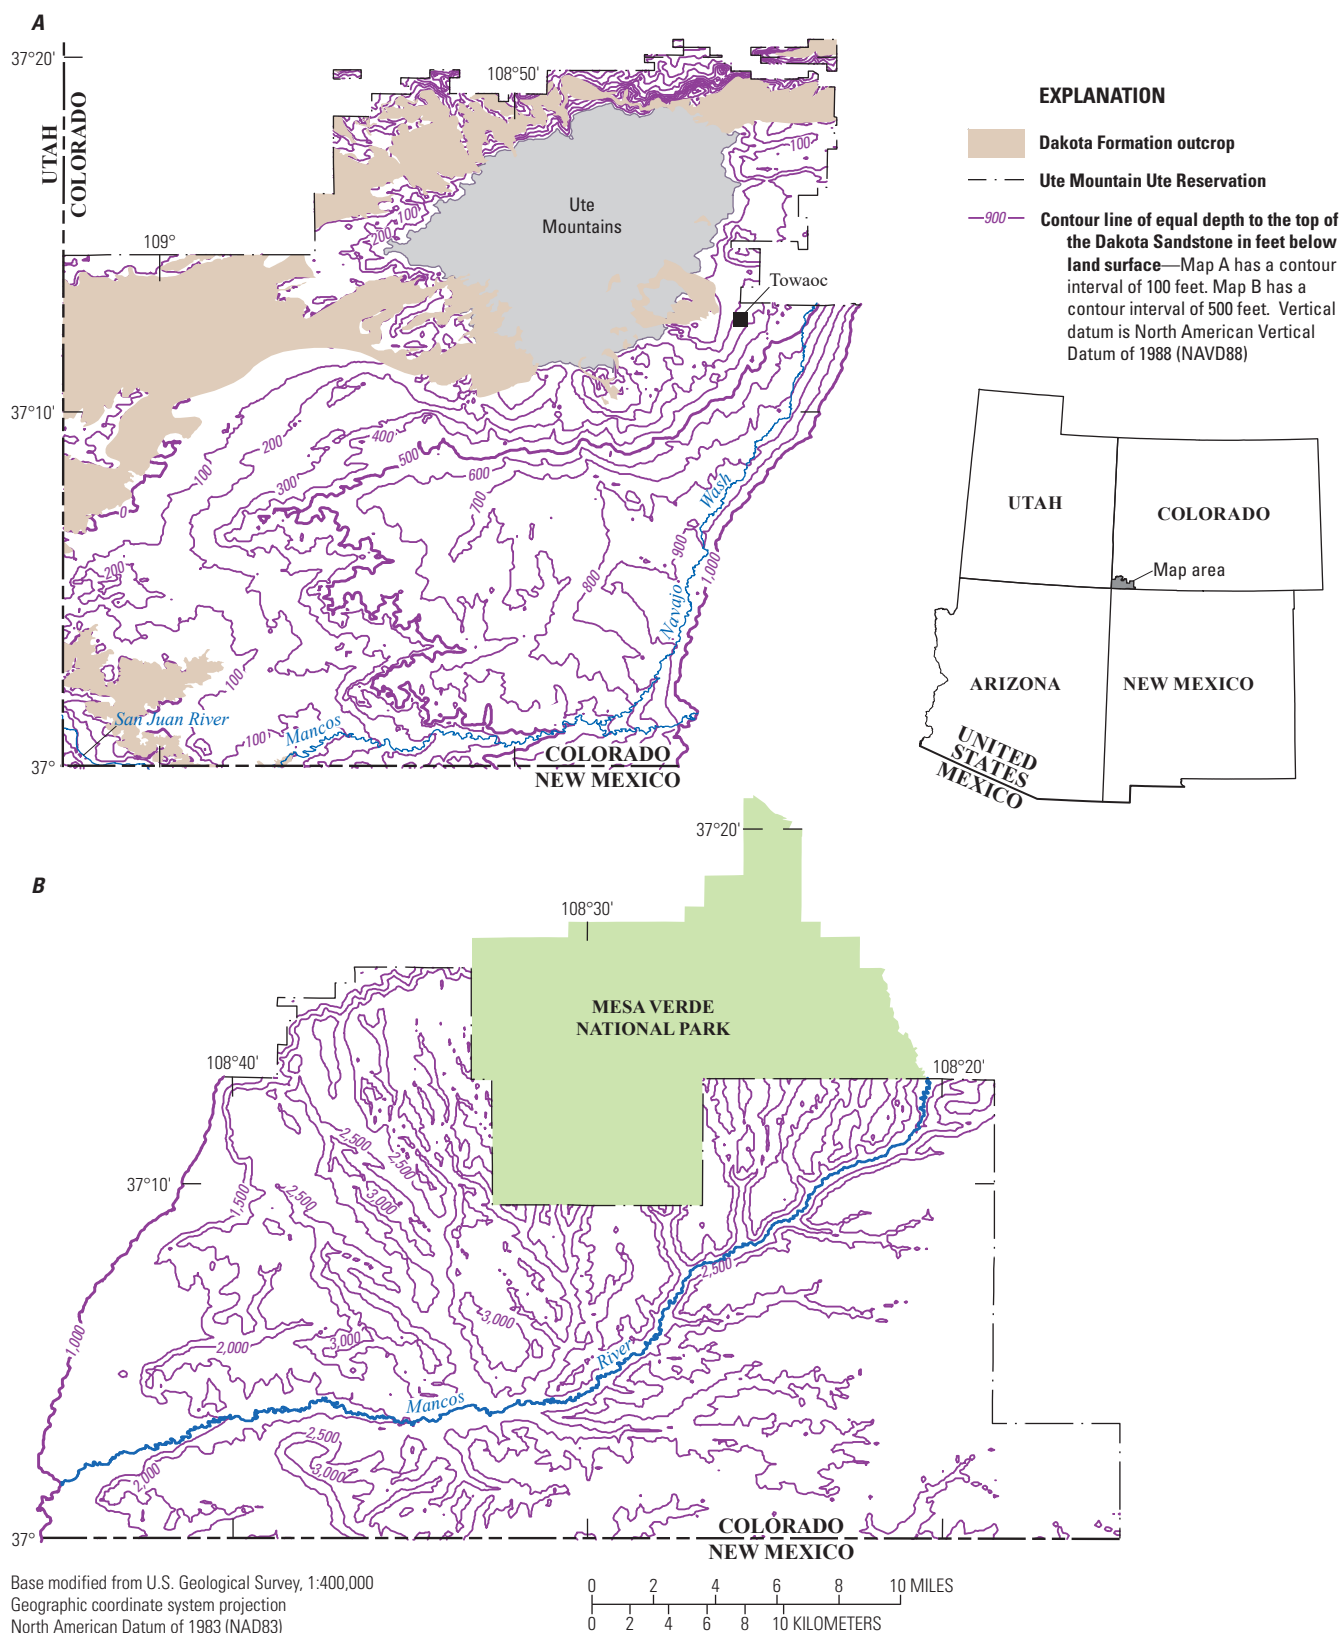 A
37°20'
108°50'
UTAH
COLORADO
109°
37°10'
37°
Ute
Mountains
Towaoc
100
100
200
100
200
300
400
500
600
700
800
900
1,000
0
200
100
100
Wash
Navajo
San Juan River
Mancos
COLORADO
NEW MEXICO
EXPLANATION
Dakota Formation outcrop
Ute Mountain Ute Reservation
900
Contour line of equal depth to the top of
the Dakota Sandstone in feet below
land surface—Map A has a contour
interval of 100 feet. Map B has a
contour interval of 500 feet. Vertical
datum is North American Vertical
Datum of 1988 (NAVD88)
UTAH
COLORADO
Map area
ARIZONA
NEW MEXICO
UNITED
STATES
MEXICO
B
37°20'
108°30'
MESA VERDE
NATIONAL PARK
108°40'
108°20'
37°10'
37°
2,500
2,500
3,000
2,500
1,500
1,000
2,000
3,000
3,000
2,500
2,500
3,000
2,000
River
Mancos
COLORADO
NEW MEXICO
Base modified from U.S. Geological Survey, 1:400,000
Geographic coordinate system projection
North American Datum of 1983 (NAD83)
0 2 4 6 8 10 MILES
0 2 4 6 8 10 KILOMETERS